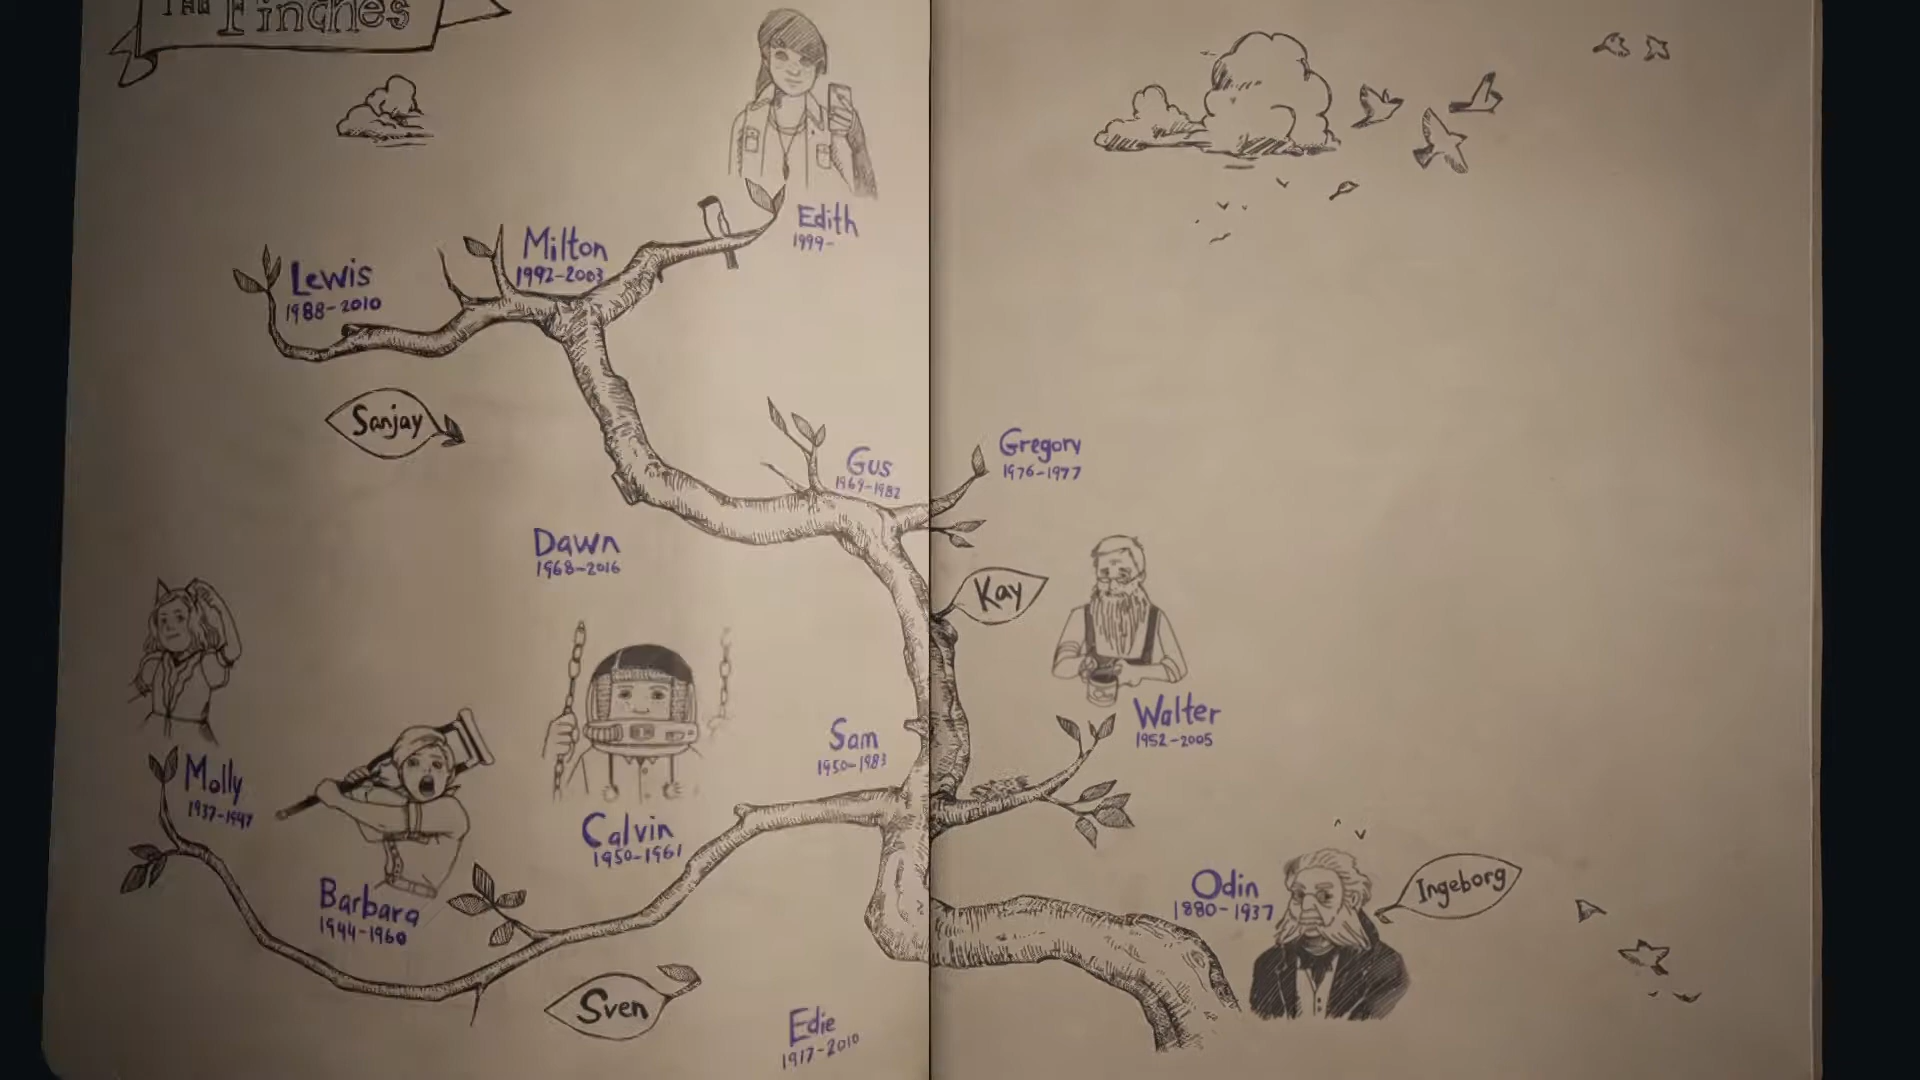 The Finches
Edith
1999-
Milton
1992-2003
Lewis
1988-2010
Sanjay
Gus
1969-1982
Gregory
1976-1977
Dawn
1968-2016
Kay
Walter
1952-2005
Sam
1950-1983
Molly
1937-1947
Calvin
1950-1961
Barbara
1944-1960
Odin
1880-1937
Ingeborg
Sven
Edie
1917-2010